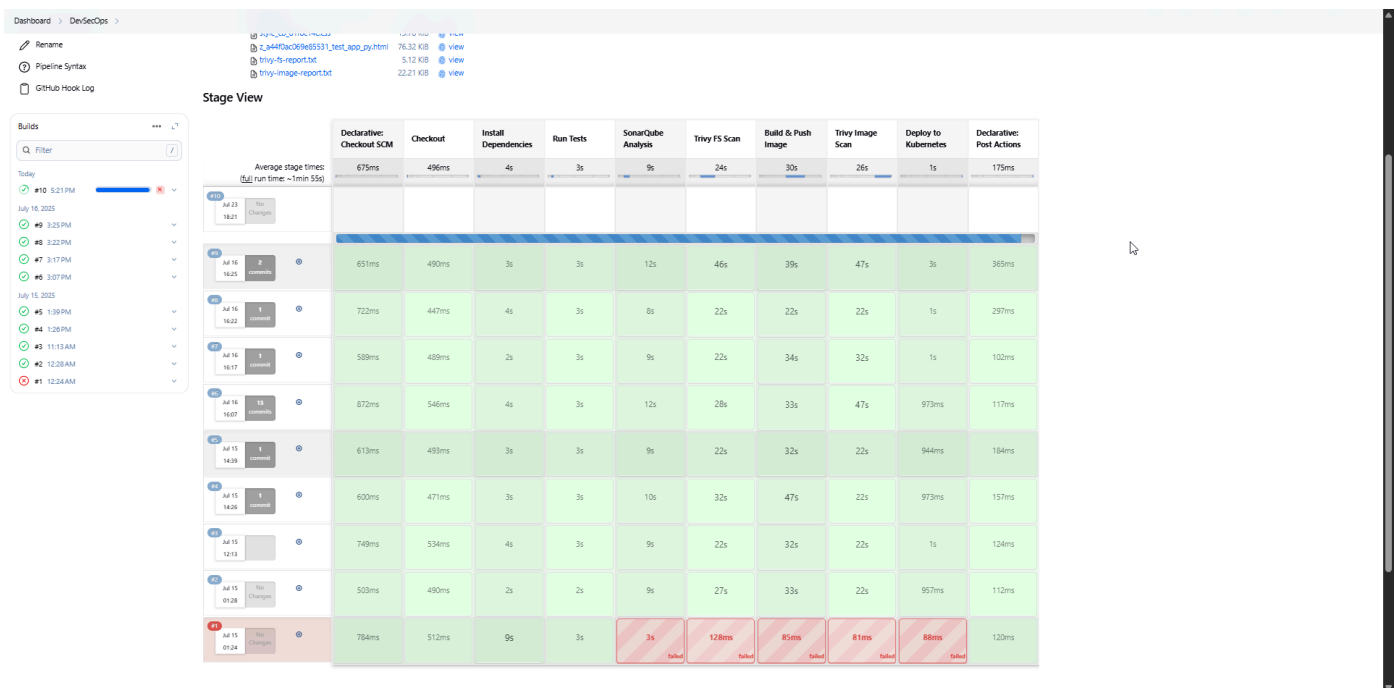 Dashboard > DevSecOps >
Rename
Pipeline Syntax
GitHub Hook Log
z_a44f0ac069e85531_test_app_py.html 76.32 KiB view
trivy-fs-report.txt 5.12 KiB view
trivy-image-report.txt 22.21 KiB view
Stage View
Builds
Filter /
Today
#10 5:21 PM
July 16, 2025
#9 3:25 PM
#8 3:22 PM
#7 3:17 PM
#6 3:07 PM
July 15, 2025
#5 1:39 PM
#4 1:26 PM
#3 11:13 AM
#2 12:28 AM
#1 12:24 AM
Declarative: Checkout SCM Checkout Install Dependencies Run Tests SonarQube Analysis Trivy FS Scan Build & Push Image Trivy Image Scan Deploy to Kubernetes Declarative: Post Actions
Average stage times: 675ms 496ms 4s 3s 9s 24s 30s 26s 1s 175ms
(full run time: ~1min 55s)
#10 Jul 23 18:21 No Changes
#9 Jul 16 16:25 2 commits 651ms 490ms 3s 3s 12s 46s 39s 47s 3s 365ms
#8 Jul 16 16:22 1 commit 722ms 447ms 4s 3s 8s 22s 22s 22s 1s 297ms
#7 Jul 16 16:17 1 commit 589ms 489ms 2s 3s 9s 22s 34s 32s 1s 102ms
#6 Jul 16 16:07 13 commits 872ms 546ms 4s 3s 12s 28s 33s 47s 973ms 117ms
#5 Jul 15 14:39 1 commit 613ms 493ms 3s 3s 9s 22s 32s 22s 944ms 184ms
#4 Jul 15 14:26 1 commit 600ms 471ms 3s 3s 10s 32s 47s 22s 973ms 157ms
#3 Jul 15 12:13 749ms 534ms 4s 3s 9s 22s 32s 22s 1s 124ms
#2 Jul 15 01:28 No Changes 503ms 490ms 2s 2s 9s 27s 33s 22s 957ms 112ms
#1 Jul 15 01:24 No Changes 784ms 512ms 9s 3s 3s failed 128ms failed 85ms failed 81ms failed 88ms failed 120ms